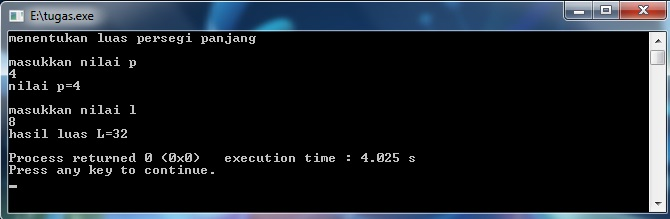 E:\tugas.exe
menentukan luas persegi panjang
masukkan nilai p
4
nilai p=4
masukkan nilai l
8
hasil luas L=32
Process returned 0 (0x0)   execution time : 4.025 s
Press any key to continue.